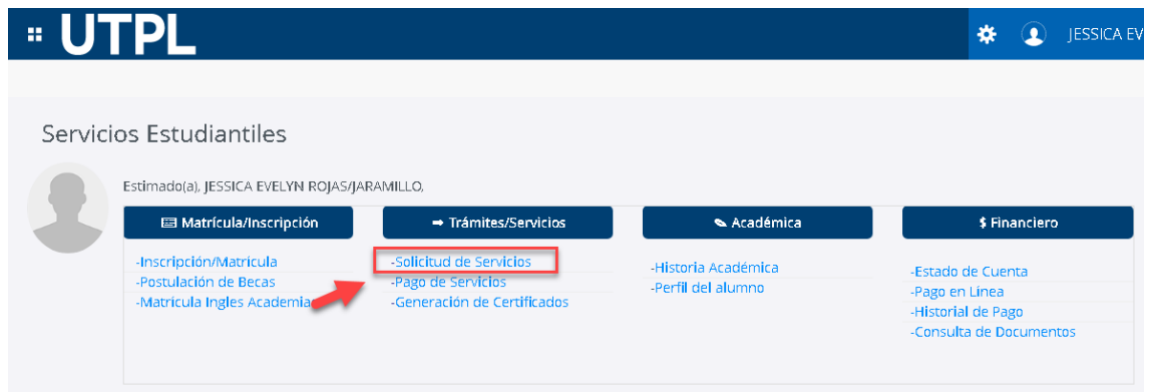 UTPL
JESSICA EV
Servicios Estudiantiles
Estimado(a), JESSICA EVELYN ROJAS/JARAMILLO,
Matrícula/Inscripción
-Inscripción/Matrícula
-Postulación de Becas
-Matricula Ingles Academia
Trámites/Servicios
-Solicitud de Servicios
-Pago de Servicios
-Generación de Certificados
Académica
-Historia Académica
-Perfil del alumno
$ Financiero
-Estado de Cuenta
-Pago en Línea
-Historial de Pago
-Consulta de Documentos